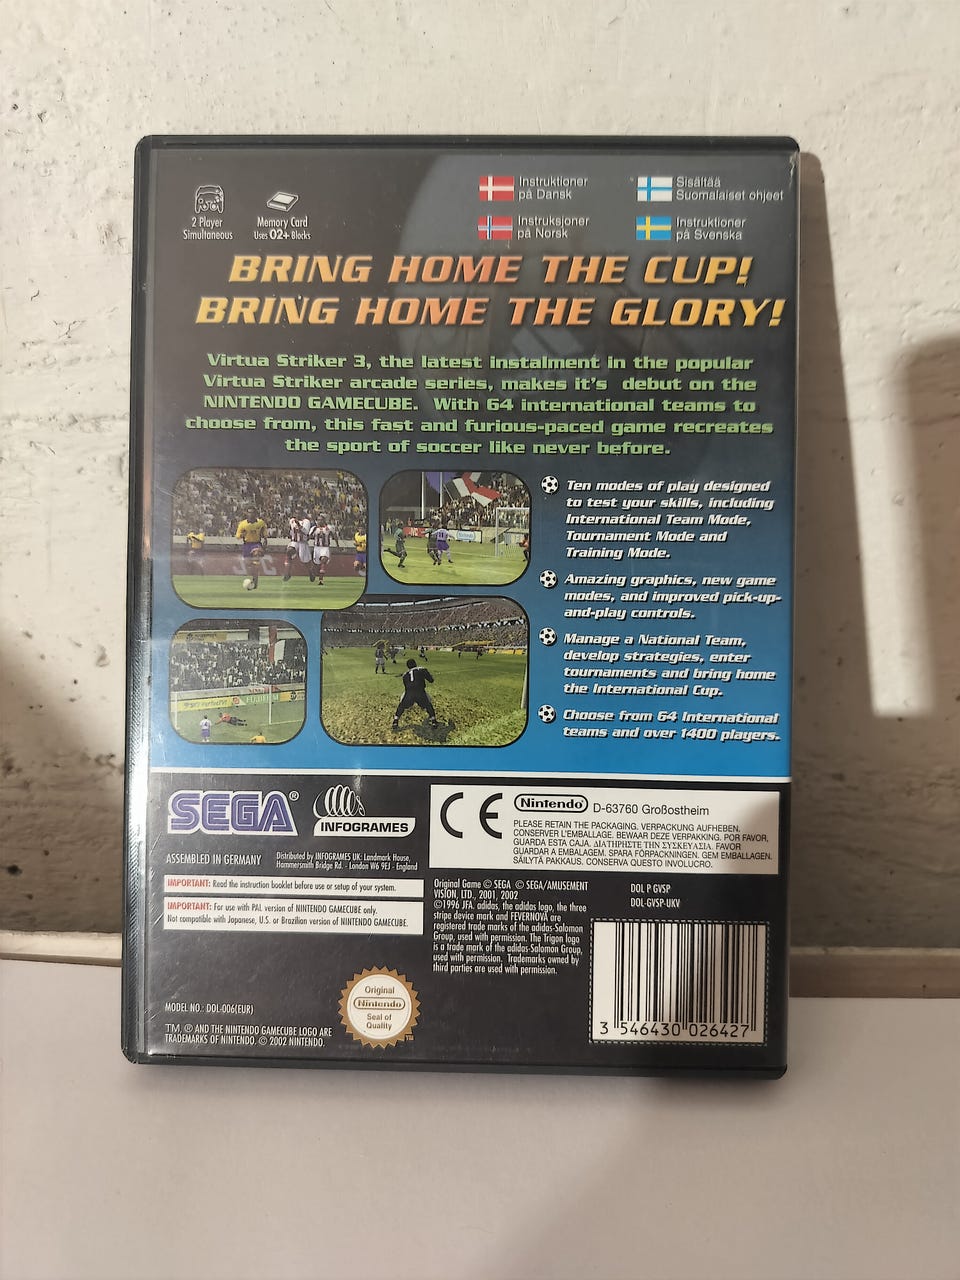 2 Player
Simultaneous
Memory Card
Uses 02+ Blocks
Instruktioner
på Dansk
Sisältää
Suomalaiset ohjeet
Instruksjoner
på Norsk
Instruktioner
på Svenska
BRING HOME THE CUP!
BRING HOME THE GLORY!
Virtua Striker 3, the latest instalment in the popular
Virtua Striker arcade series, makes it's debut on the
NINTENDO GAMECUBE. With 64 international teams to
choose from, this fast and furious-paced game recreates
the sport of soccer like never before.
Ten modes of play designed
to test your skills, including
International Team Mode,
Tournament Mode and
Training Mode.
Amazing graphics, new game
modes, and improved pick-up-
and-play controls.
Manage a National Team,
develop strategies, enter
tournaments and bring home
the International Cup.
Choose from 64 International
teams and over 1400 players.
1
SEGA®
INFOGRAMES
ASSEMBLED IN GERMANY
Distributed by INFOGRAMES UK: Landmark House,
Hammersmith Bridge Rd. - London W6 9EJ - England
IMPORTANT: Read the instruction booklet before use or setup of your system.
IMPORTANT: For use with PAL version of NINTENDO GAMECUBE only.
Not compatible with Japanese, U.S. or Brazilian version of NINTENDO GAMECUBE.
CE
Nintendo® D-63760 Großostheim
PLEASE RETAIN THE PACKAGING. VERPACKUNG AUFHEBEN.
CONSERVER L'EMBALLAGE. BEWAAR DEZE VERPAKKING. POR FAVOR,
GUARDA ESTA CAJA. ΔΙΑΤΗΡΗΣΤΕ ΤΗΝ ΣΥΣΚΕΥΑΣΙΑ. FAVOR
GUARDAR A EMBALAGEM. SPARA FÖRPACKNINGEN. GEM EMBALLAGEN.
SÄILYTÄ PAKKAUS. CONSERVA QUESTO INVOLUCRO.
Original Game © SEGA © SEGA/AMUSEMENT
VISION, LTD., 2001, 2002
©1996 JFA. adidas, the adidas logo, the three
stripe device mark and FEVERNOVA are
registered trade marks of the adidas-Salomon
Group, used with permission. The Trigon logo
is a trade mark of the adidas-Salomon Group,
used with permission. Trademarks owned by
third parties are used with permission.
DOL P GVSP
DOL-GVSP-UKV
3 546430 026427
MODEL NO.: DOL-006(EUR)
TM, ® AND THE NINTENDO GAMECUBE LOGO ARE
TRADEMARKS OF NINTENDO. © 2002 NINTENDO.
Original
Nintendo
Seal of
Quality
TM